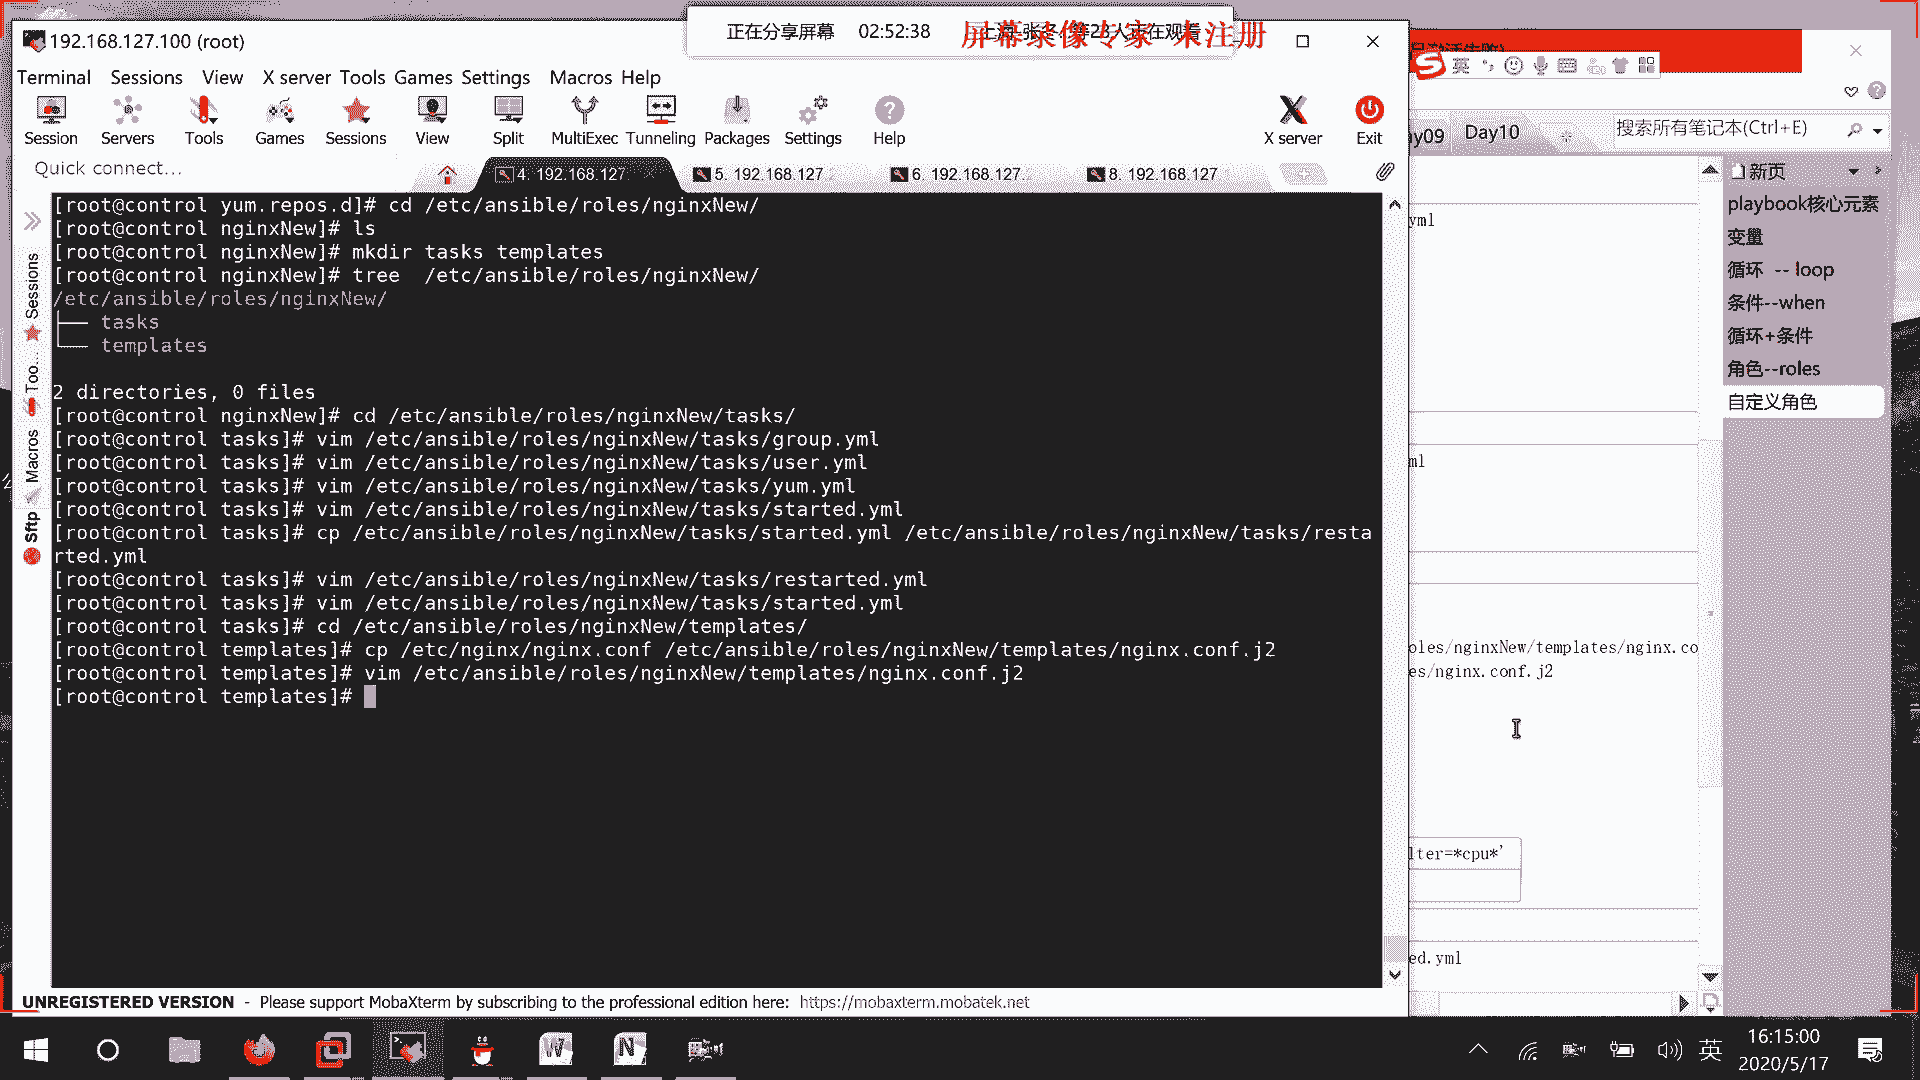 正在分享屏幕 02:52:38
屏幕录像专家 未注册
192.168.127.100 (root)
Terminal Sessions View X server Tools Games Settings Macros Help
Session Servers Tools Games Sessions View Split MultiExec Tunneling Packages Settings Help X server Exit
Quick connect...
4. 192.168.127. 5. 192.168.127. 6. 192.168.127. 8. 192.168.127
[root@control yum.repos.d]# cd /etc/ansible/roles/nginxNew/
[root@control nginxNew]# ls
[root@control nginxNew]# mkdir tasks templates
[root@control nginxNew]# tree  /etc/ansible/roles/nginxNew/
/etc/ansible/roles/nginxNew/
├── tasks
└── templates
2 directories, 0 files
[root@control nginxNew]# cd /etc/ansible/roles/nginxNew/tasks/
[root@control tasks]# vim /etc/ansible/roles/nginxNew/tasks/group.yml
[root@control tasks]# vim /etc/ansible/roles/nginxNew/tasks/user.yml
[root@control tasks]# vim /etc/ansible/roles/nginxNew/tasks/yum.yml
[root@control tasks]# vim /etc/ansible/roles/nginxNew/tasks/started.yml
[root@control tasks]# cp /etc/ansible/roles/nginxNew/tasks/started.yml /etc/ansible/roles/nginxNew/tasks/resta
rted.yml
[root@control tasks]# vim /etc/ansible/roles/nginxNew/tasks/restarted.yml
[root@control tasks]# vim /etc/ansible/roles/nginxNew/tasks/started.yml
[root@control tasks]# cd /etc/ansible/roles/nginxNew/templates/
[root@control templates]# cp /etc/nginx/nginx.conf /etc/ansible/roles/nginxNew/templates/nginx.conf.j2
[root@control templates]# vim /etc/ansible/roles/nginxNew/templates/nginx.conf.j2
[root@control templates]#
Sessions
Too...
Macros
Sftp
UNREGISTERED VERSION - Please support MobaXterm by subscribing to the professional edition here: https://mobaxterm.mobatek.net
英
y09 Day10
搜索所有笔记本(Ctrl+E)
新页
playbook核心元素
变量
循环 -- loop
条件--when
循环+条件
角色--roles
自定义角色
yml
ml
oles/nginxNew/templates/nginx.co
es/nginx.conf.j2
lter=*cpu*'
ed.yml
英
16:15:00
2020/5/17